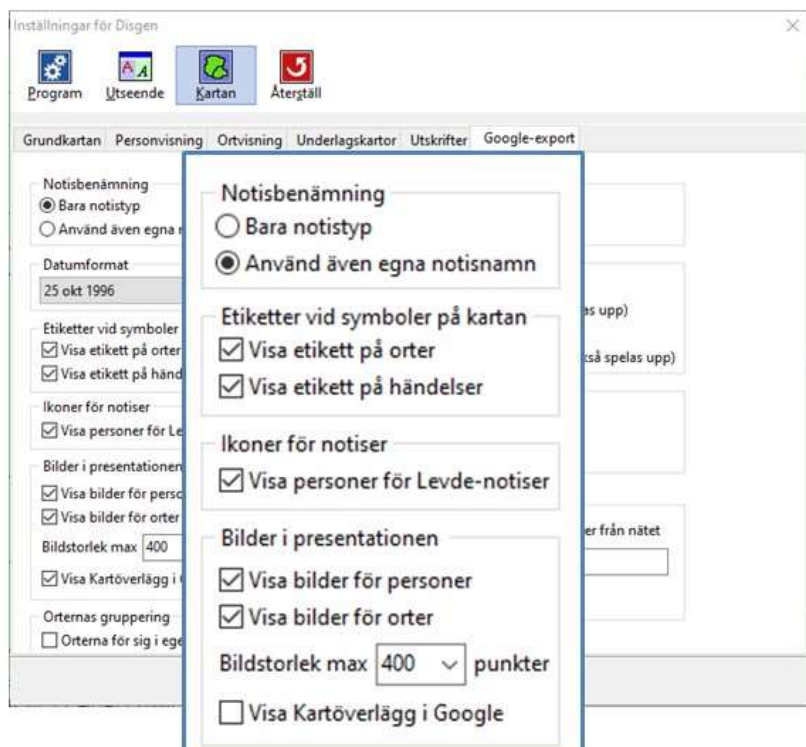 Inställningar för Disgen
Program Utseende Kartan Återställ
Grundkartan Personvisning Ortvisning Underlagskartor Utskrifter Google-export
Notisbenämning
Bara notistyp
Använd även egna
Datumformat
25 okt 1996
Etiketter vid symboler
Visa etikett på orter
Visa etikett på händ
Ikoner för notiser
Visa personer för Le
Bilder i presentationen
Visa bilder för perso
Visa bilder för orter
Bildstorlek max 400
Visa Kartöverlägg i
Orternas gruppering
Orterna för sig i ege
Notisbenämning
Bara notistyp
Använd även egna notisnamn
Etiketter vid symboler på kartan
Visa etikett på orter
Visa etikett på händelser
Ikoner för notiser
Visa personer för Levde-notiser
Bilder i presentationen
Visa bilder för personer
Visa bilder för orter
Bildstorlek max 400 punkter
Visa Kartöverlägg i Google
as upp)
så spelas upp)
er från nätet